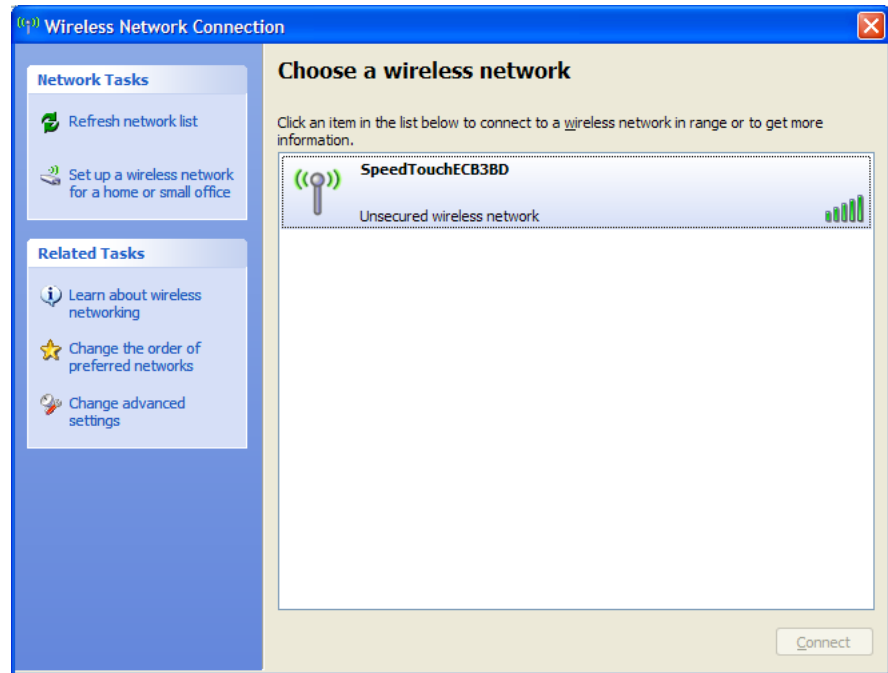 Wireless Network Connection
Network Tasks
Refresh network list
Set up a wireless network
for a home or small office
Related Tasks
Learn about wireless
networking
Change the order of
preferred networks
Change advanced
settings
Choose a wireless network
Click an item in the list below to connect to a wireless network in range or to get more
information.
SpeedTouchECB3BD
Unsecured wireless network
Connect